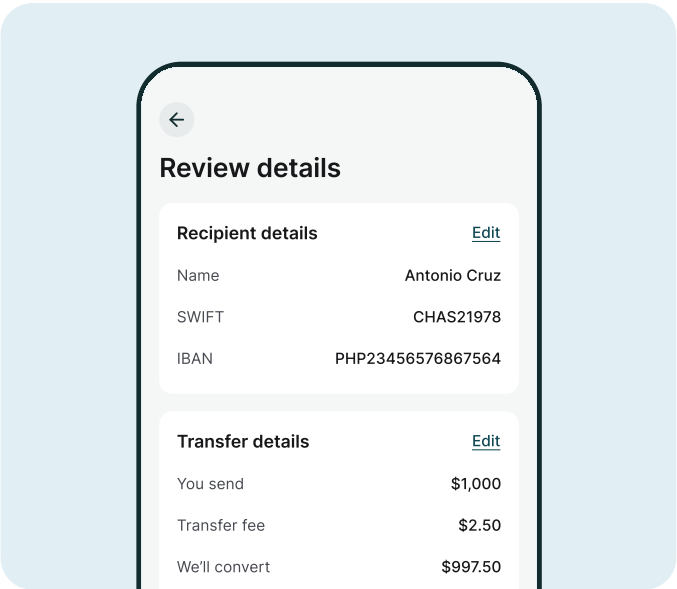 Review details
Recipient details Edit
Name Antonio Cruz
SWIFT CHAS21978
IBAN PHP23456576867564
Transfer details Edit
You send $1,000
Transfer fee $2.50
We’ll convert $997.50